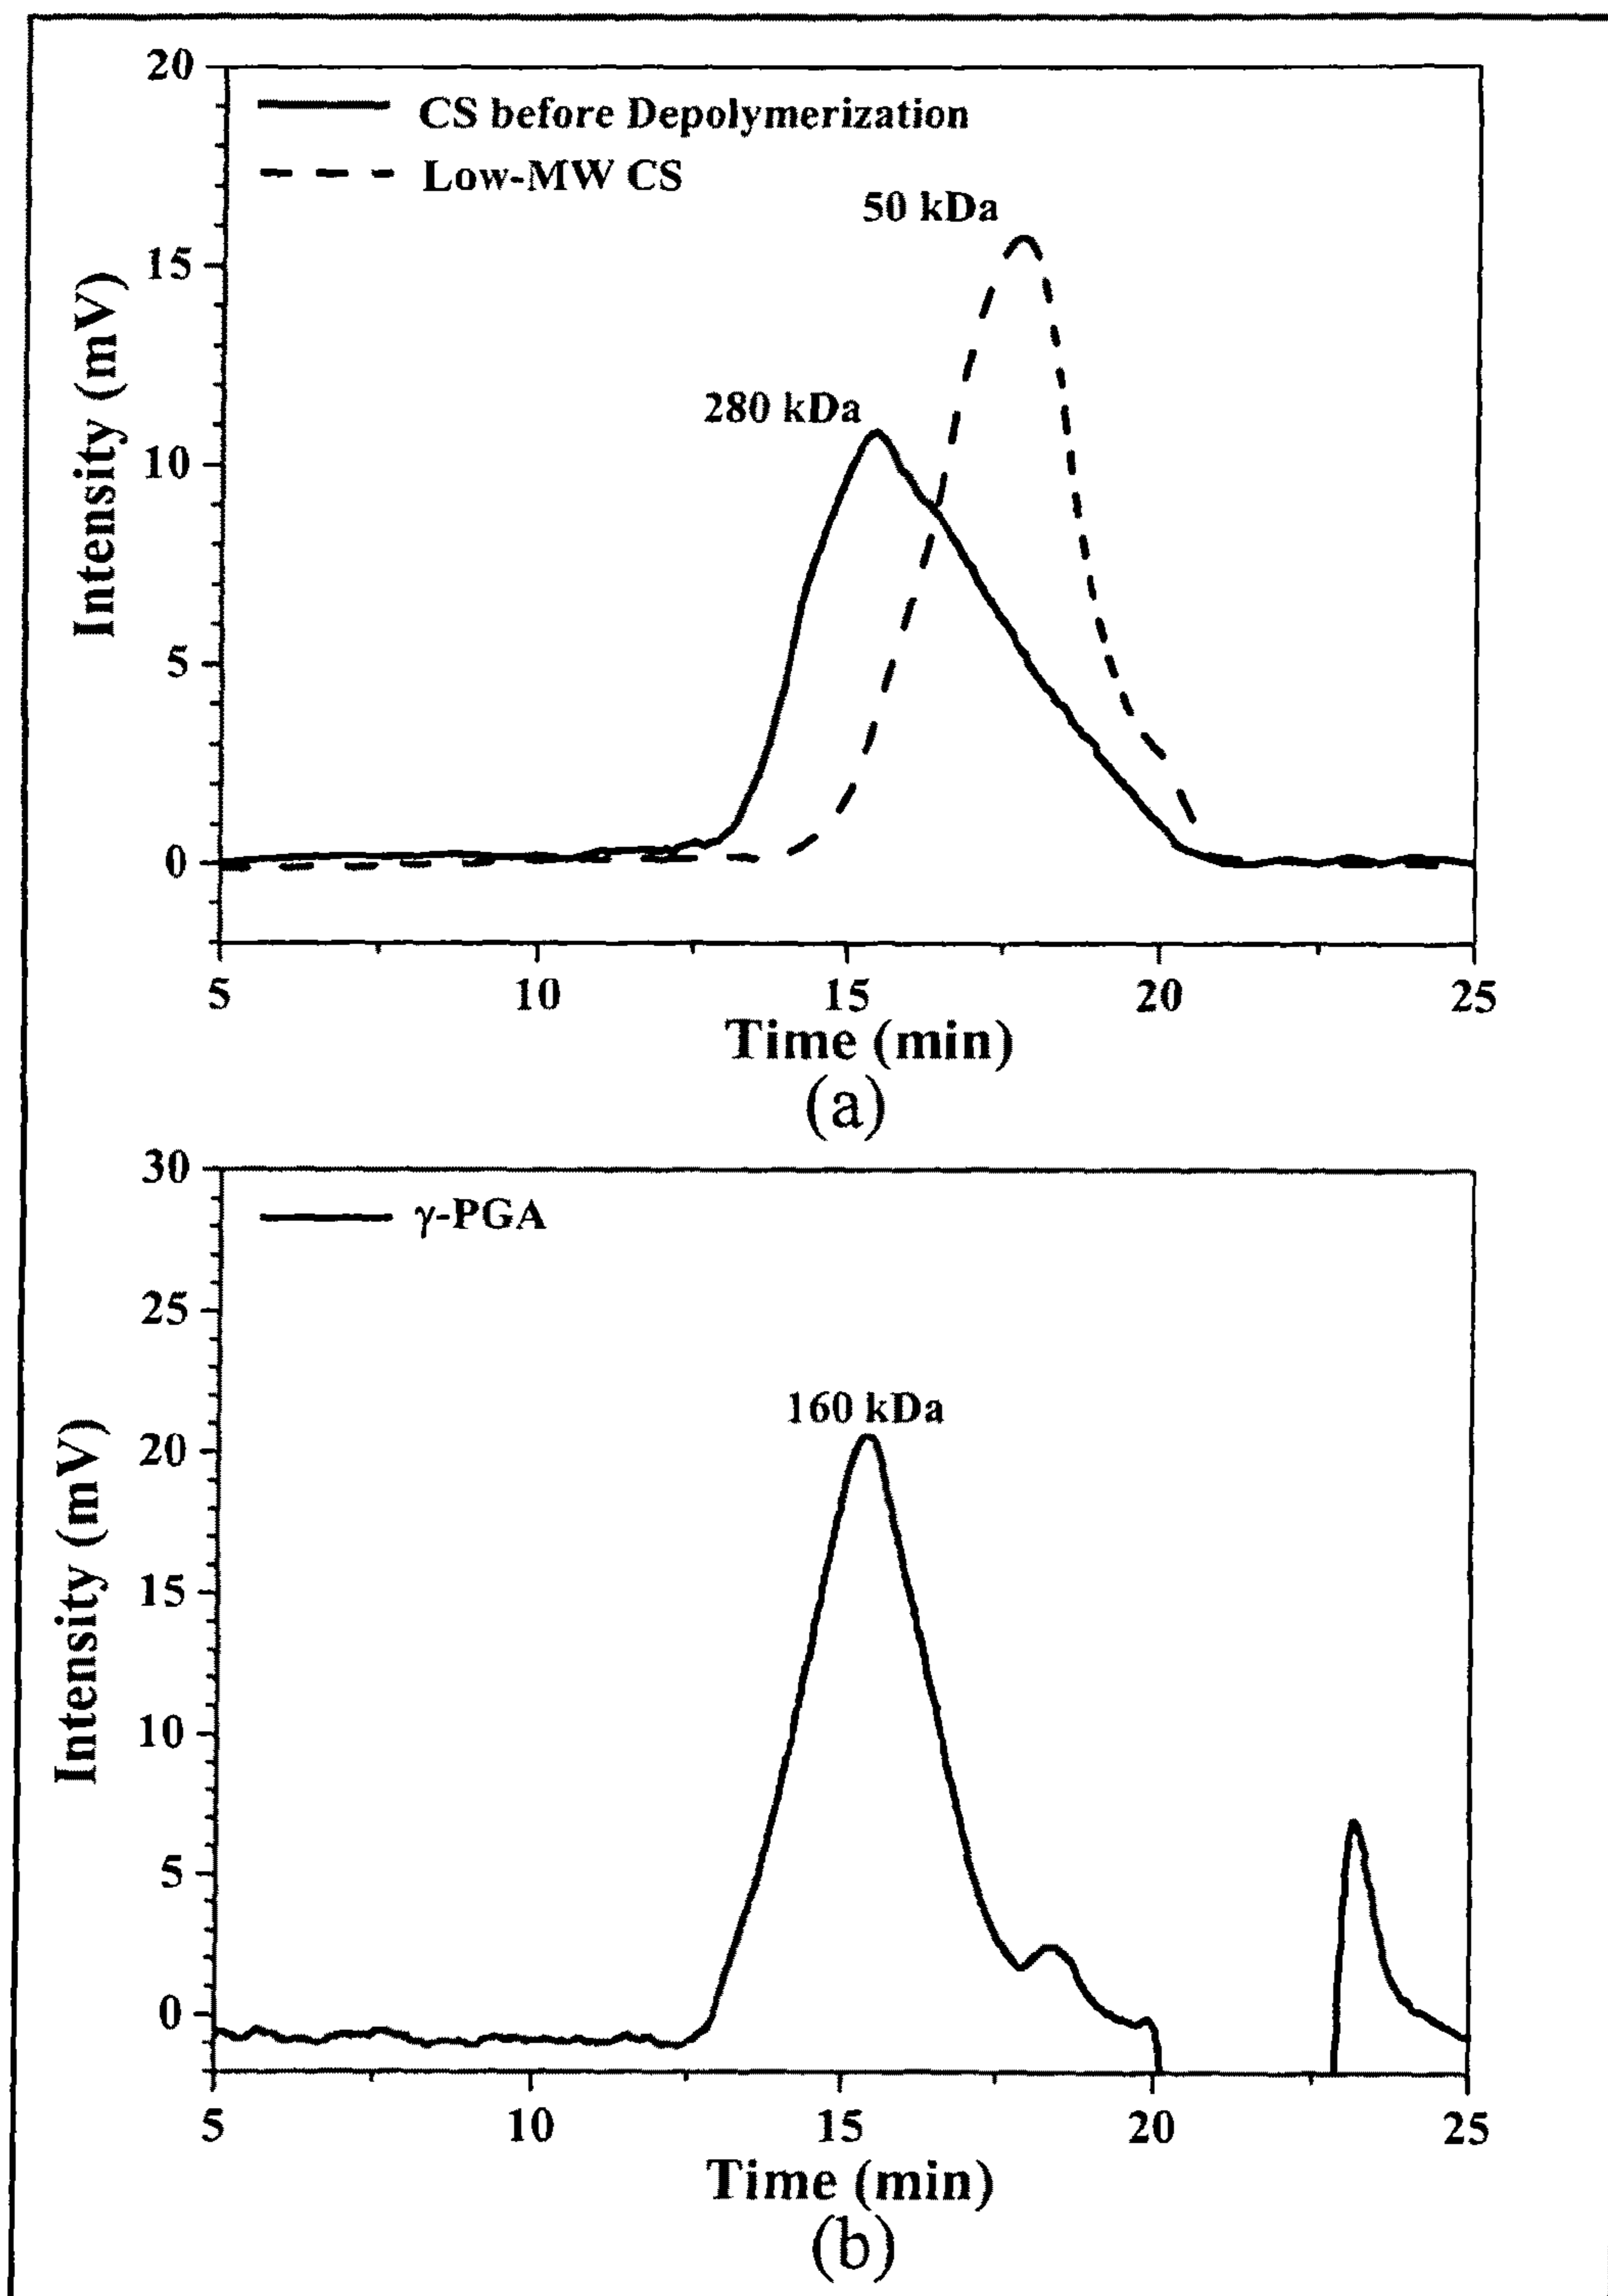 20
CS before Depolymerization
Low-MW CS
50 kDa
15
280 kDa
10
5
0
Intensity (mV)
5 10 15 20 25
Time (min)
(a)
30
γ-PGA
25
160 kDa
20
15
10
5
0
Intensity (mV)
5 10 15 20 25
Time (min)
(b)